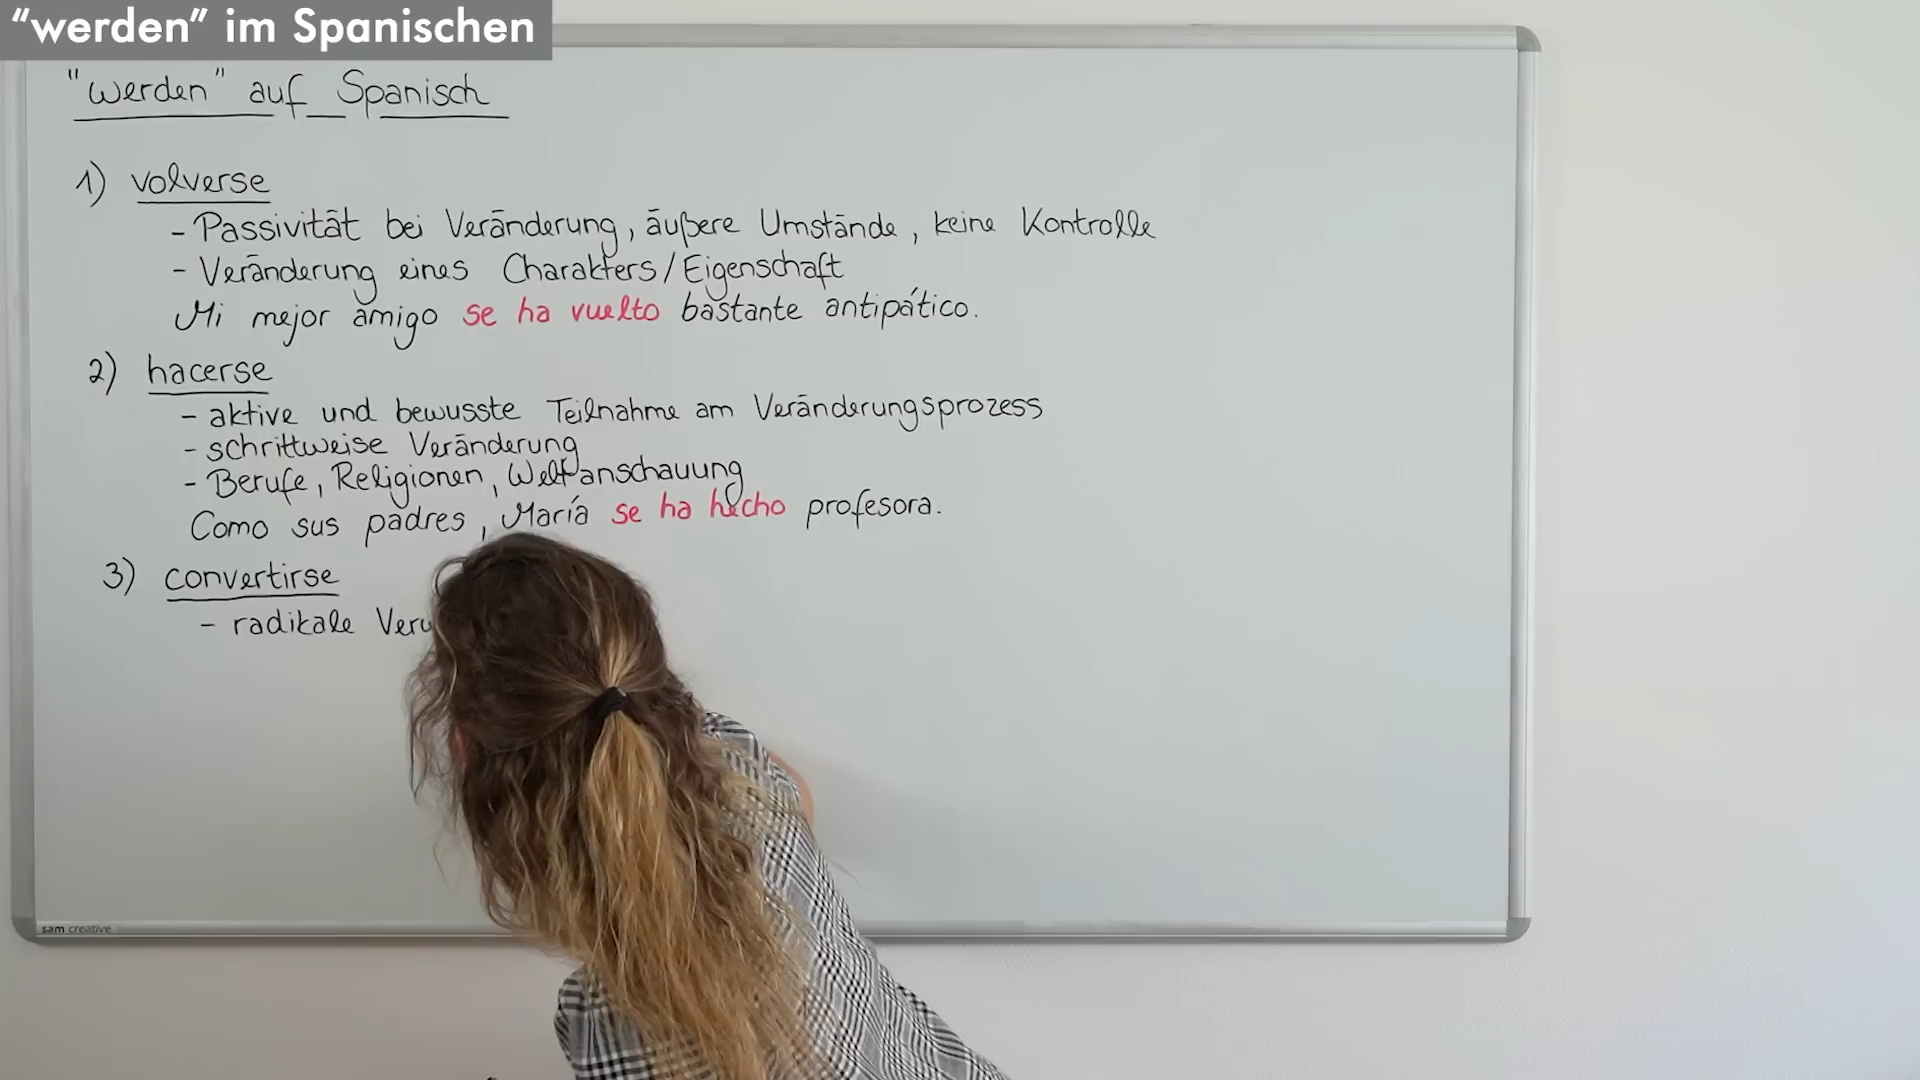 “werden” im Spanischen
"werden" auf Spanisch
1) volverse
- Passivität bei Veränderung, äußere Umstände, keine Kontrolle
- Veränderung eines Charakters/Eigenschaft
Mi mejor amigo se ha vuelto bastante antipático.
2) hacerse
- aktive und bewusste Teilnahme am Veränderungsprozess
- schrittweise Veränderung
- Berufe, Religionen, Weltanschauung
Como sus padres, María se ha hecho profesora.
3) convertirse
- radikale
sam creative